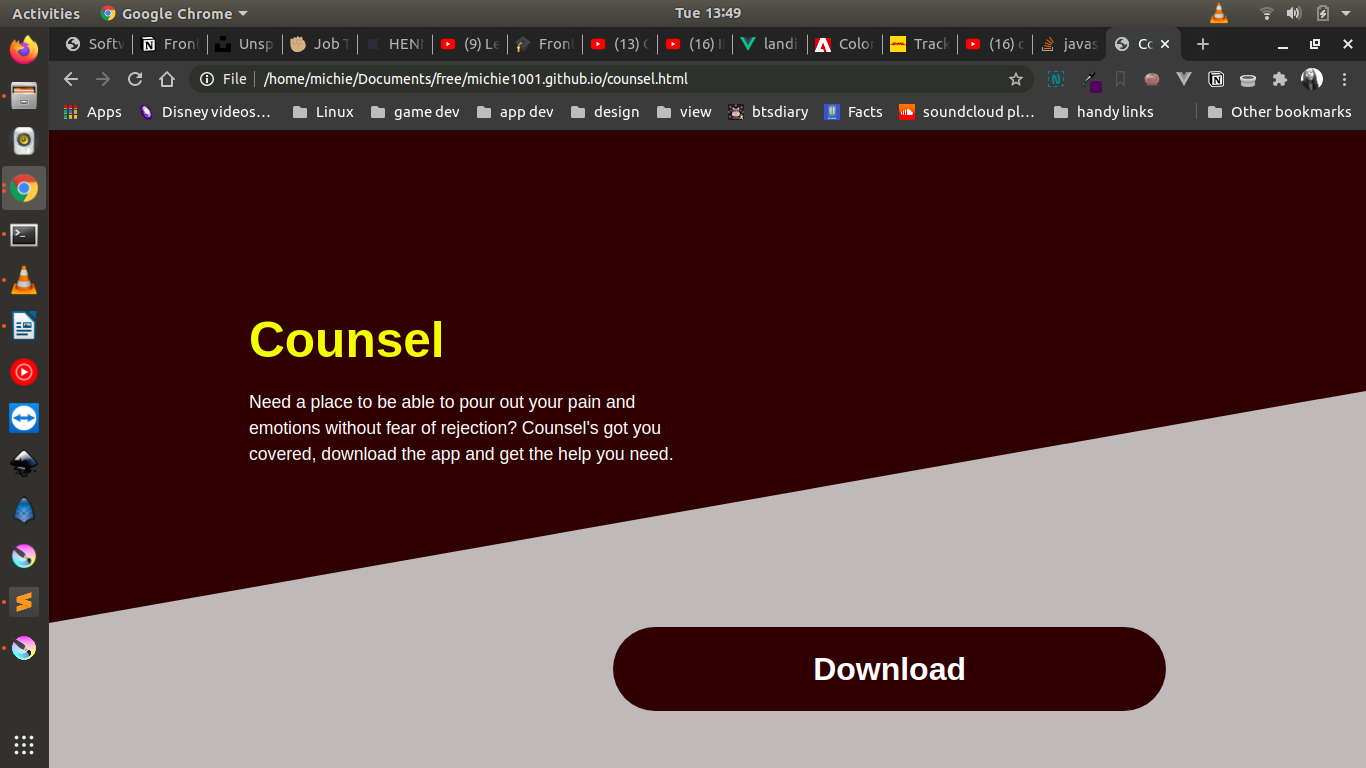 Activities
Google Chrome
Tue 13:49
Softw
Front
Unsp
Job T
HEN
(9) Le
Front
(13) C
(16) I
landi
Color
Track
(16) c
javas
Co
File
/home/michie/Documents/free/michie1001.github.io/counsel.html
Apps
Disney videos…
Linux
game dev
app dev
design
view
btsdiary
Facts
soundcloud pl…
handy links
Other bookmarks
Counsel
Need a place to be able to pour out your pain and
emotions without fear of rejection? Counsel's got you
covered, download the app and get the help you need.
Download